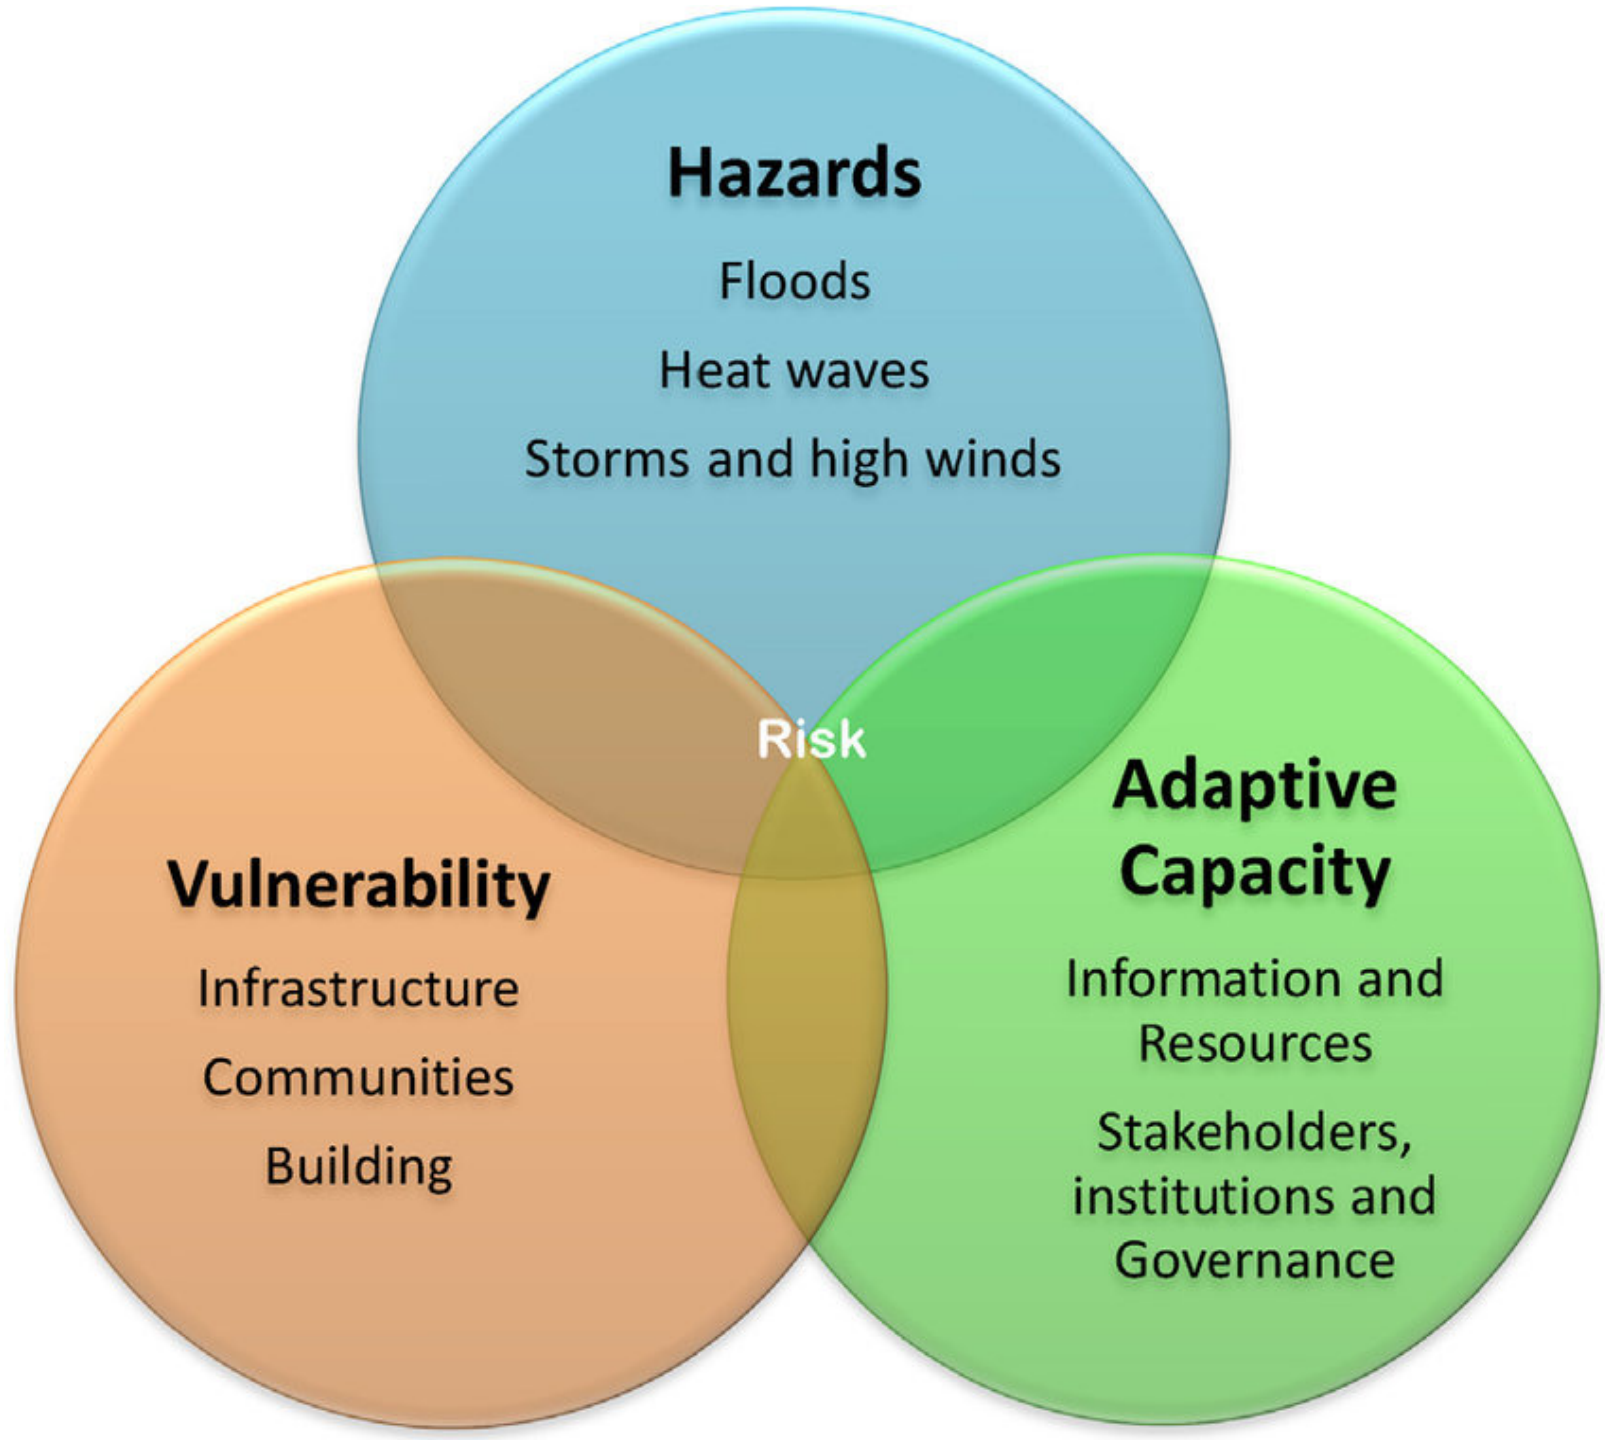 Hazards
Floods
Heat waves
Storms and high winds
Risk
Vulnerability
Infrastructure
Communities
Building
Adaptive
Capacity
Information and
Resources
Stakeholders,
institutions and
Governance